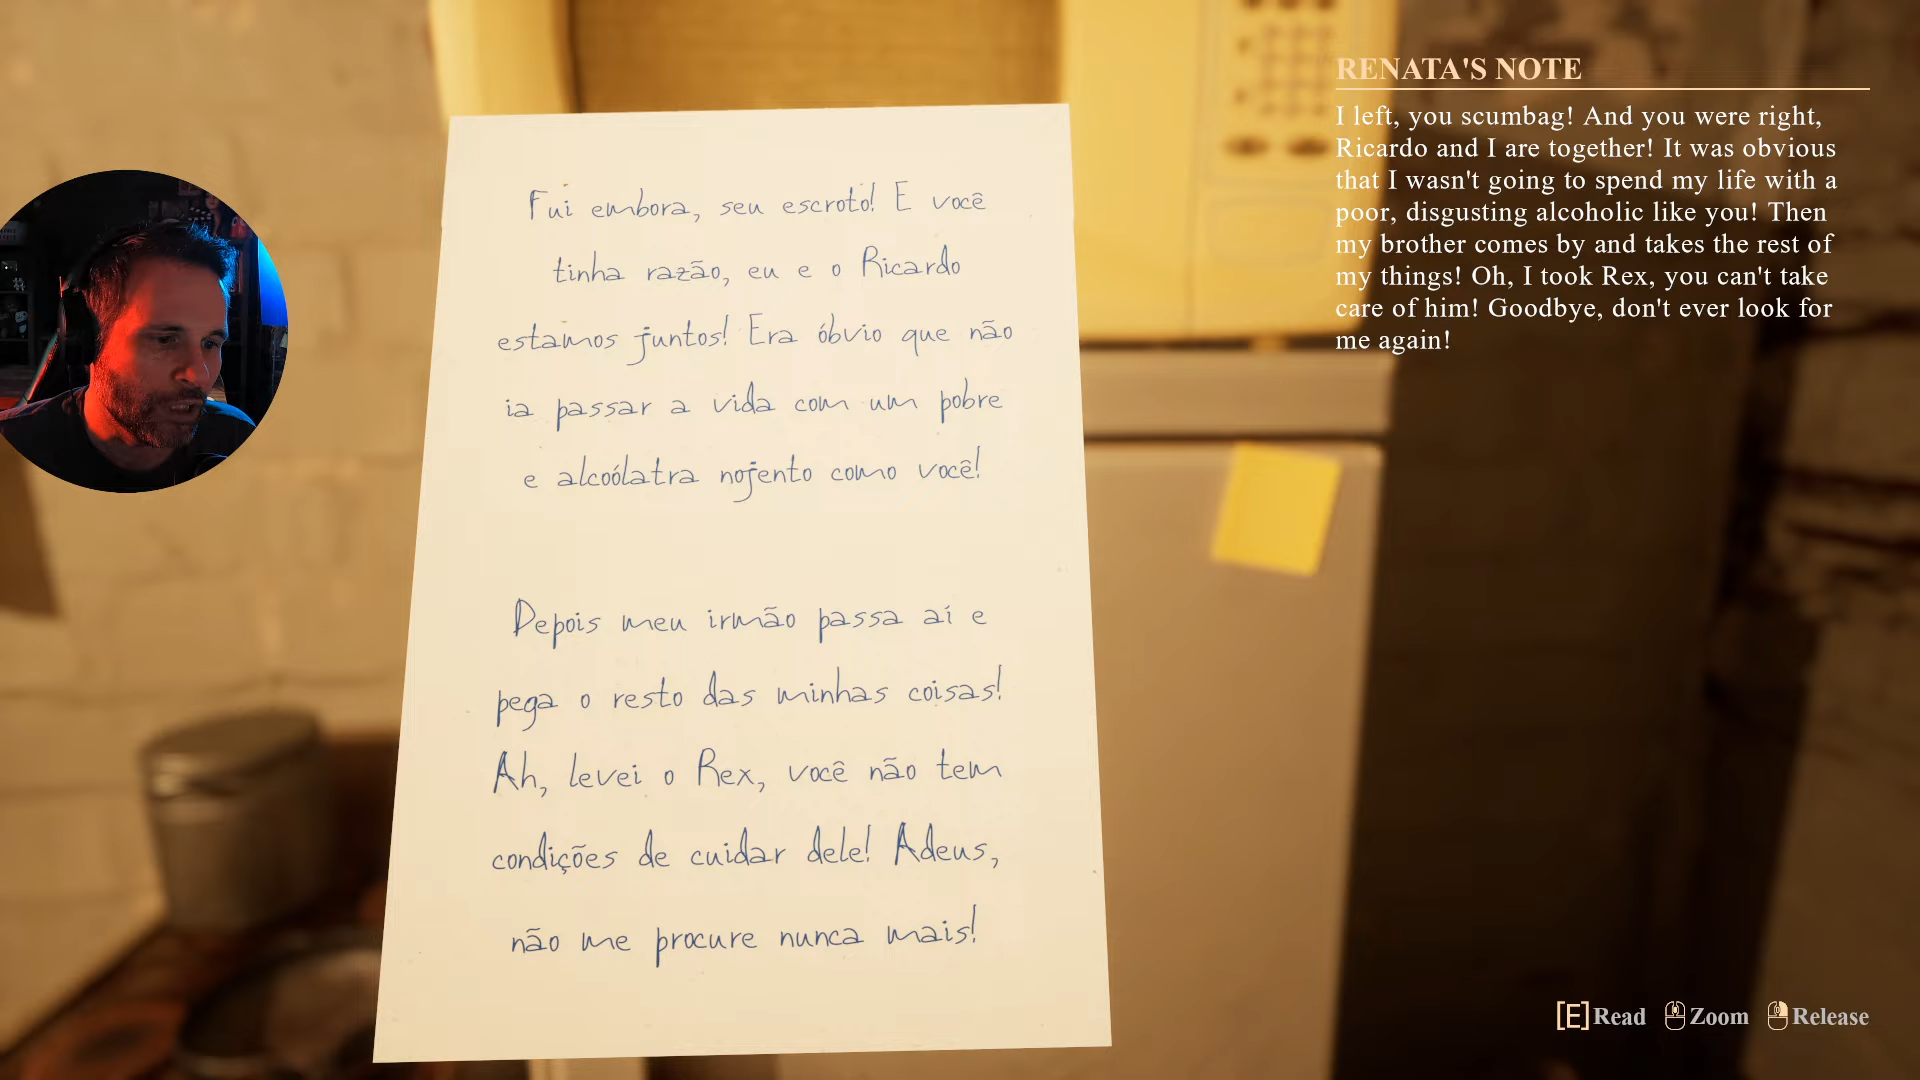 Fui embora, seu escroto! E você
tinha razão, eu e o Ricardo
estamos juntos! Era óbvio que não
ia passar a vida com um pobre
e alcoólatra nojento como você!
Depois meu irmão passa aí e
pega o resto das minhas coisas!
Ah, levei o Rex, você não tem
condições de cuidar dele! Adeus,
não me procure nunca mais!
RENATA'S NOTE
I left, you scumbag! And you were right,
Ricardo and I are together! It was obvious
that I wasn't going to spend my life with a
poor, disgusting alcoholic like you! Then
my brother comes by and takes the rest of
my things! Oh, I took Rex, you can't take
care of him! Goodbye, don't ever look for
me again!
[E] Read Zoom Release